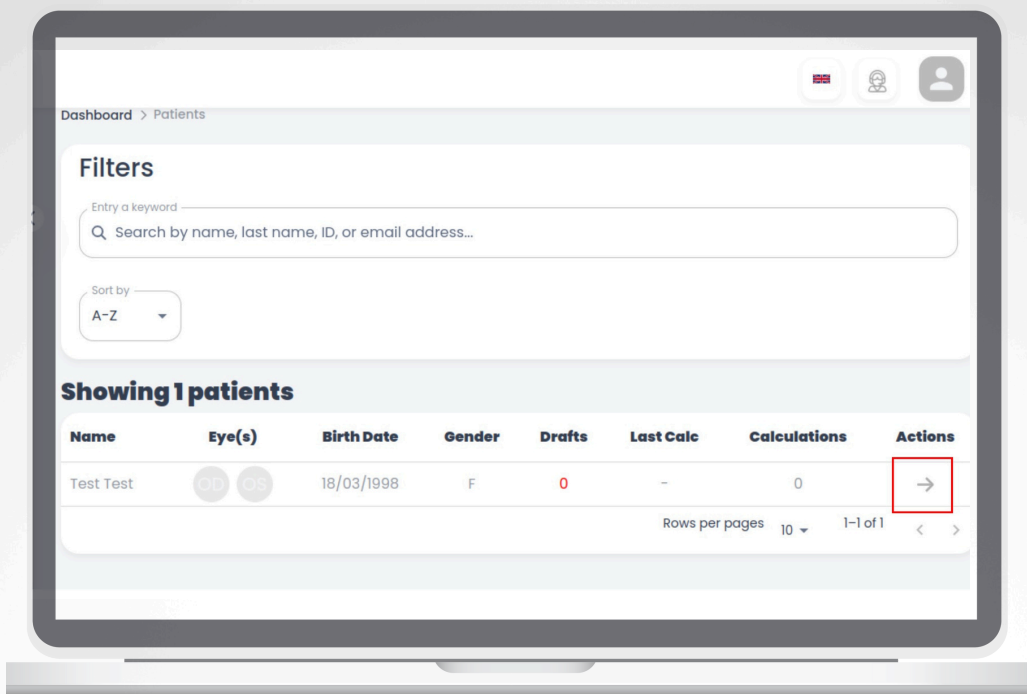 Dashboard > Patients
Filters
Entry a keyword
Search by name, last name, ID, or email address...
Sort by
A-Z
Showing 1 patients
Name Eye(s) Birth Date Gender Drafts Last Calc Calculations Actions
Test Test OD OS 18/03/1998 F 0 - 0 →
Rows per pages 10 1-1 of 1 < >